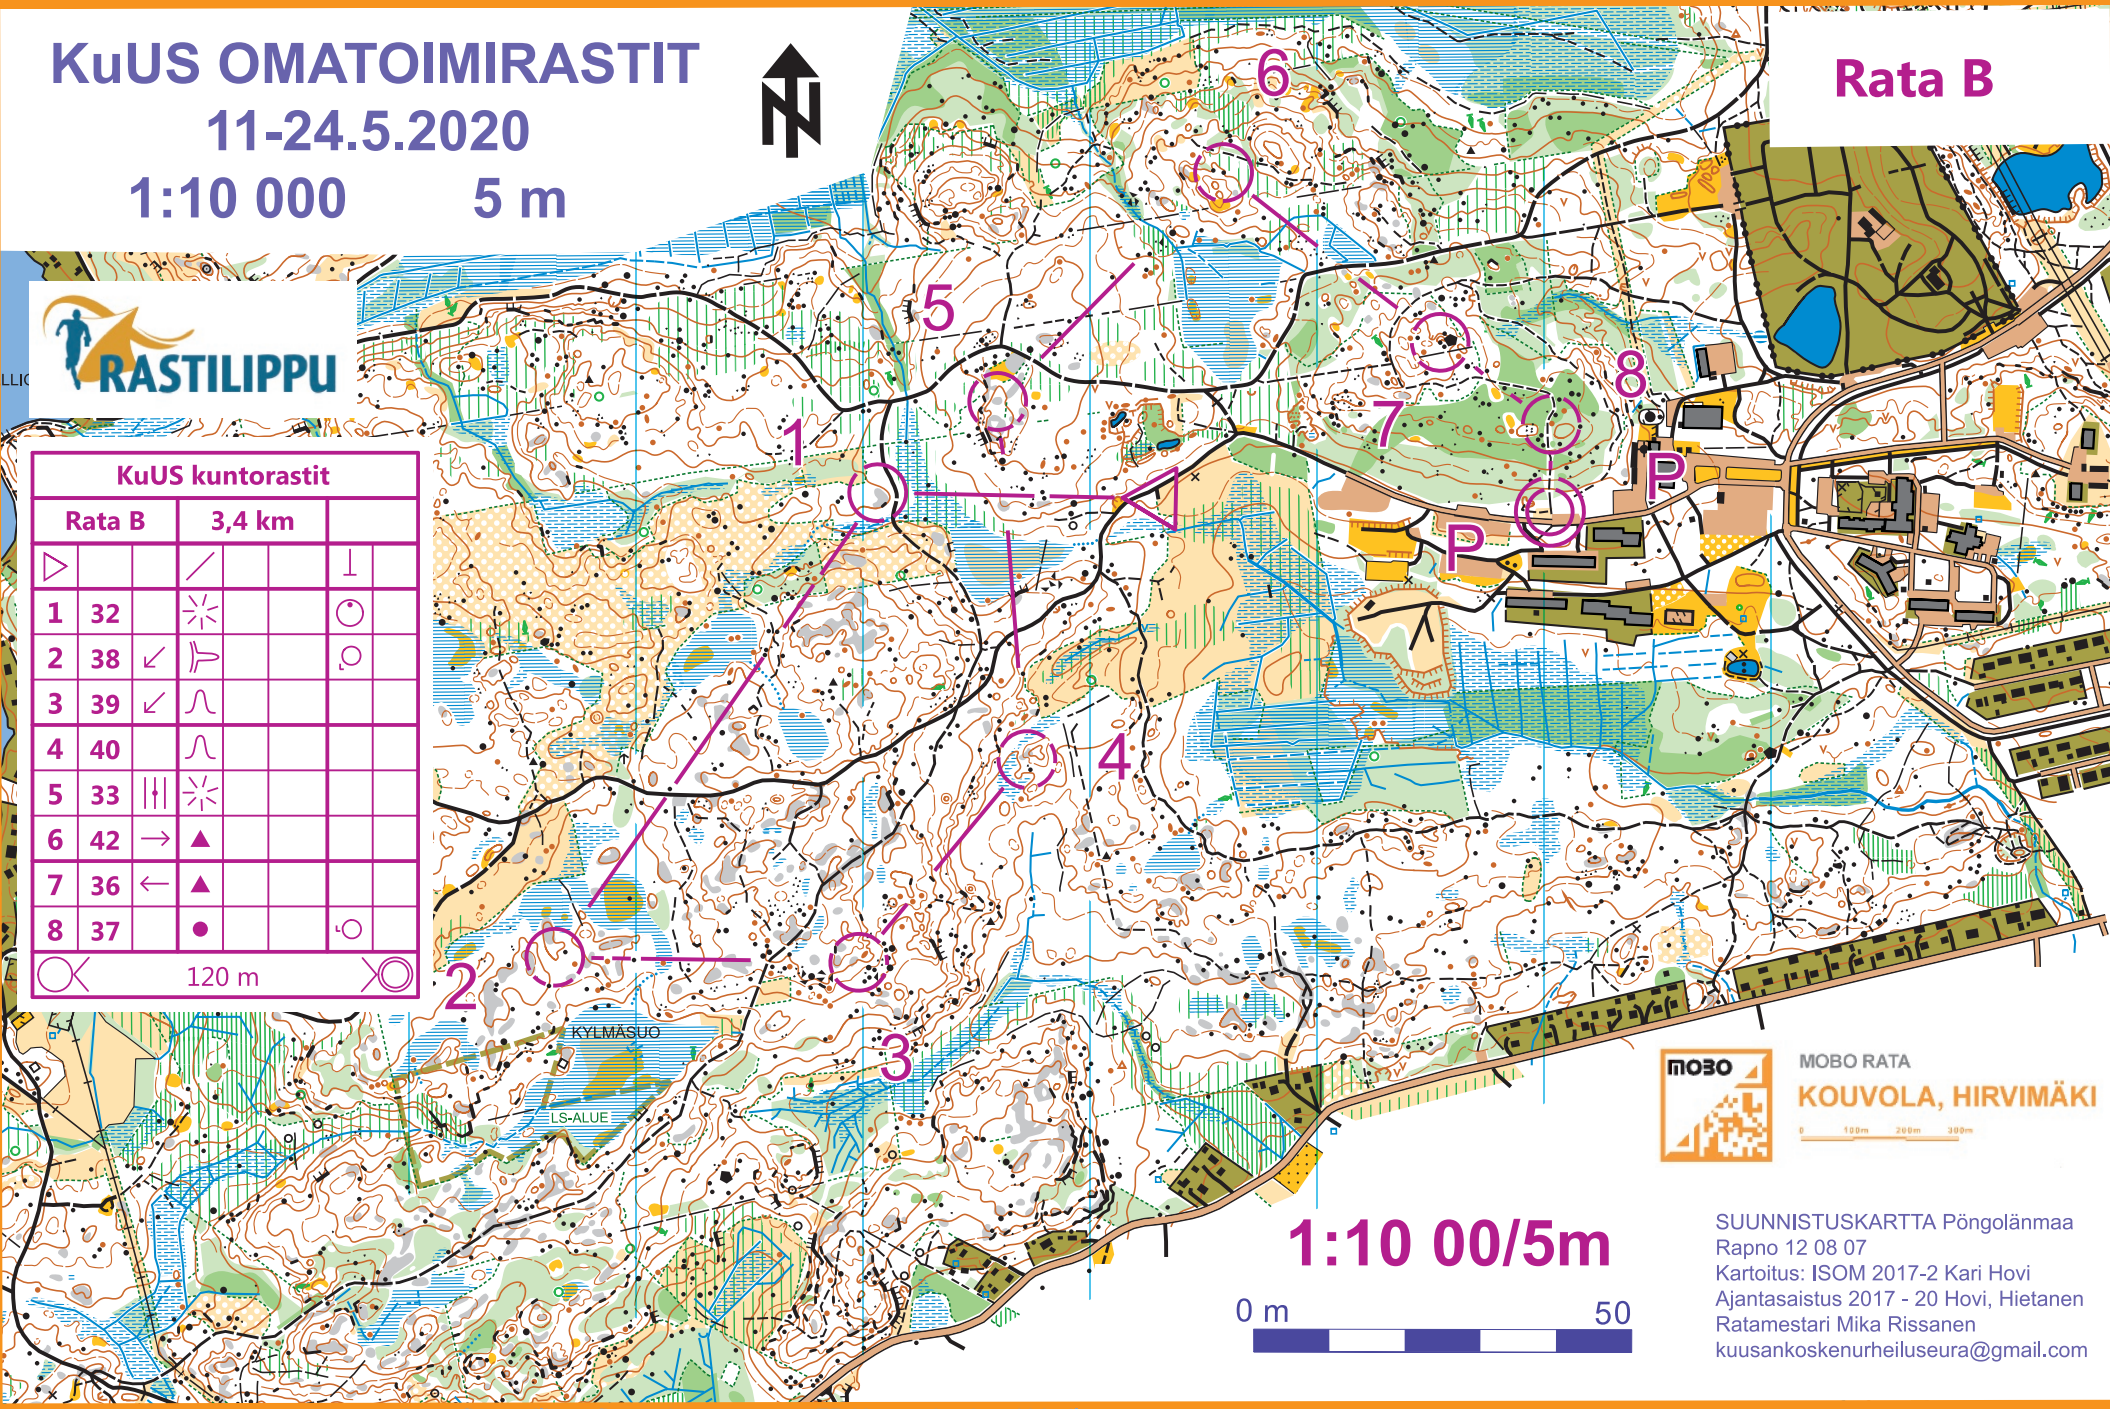 KuUS OMATOIMIRASTIT
11-24.5.2020
1:10 000 5 m
N
Rata B
RASTILIPPU
KuUS kuntorastit
Rata B 3,4 km
1 32
2 38
3 39
4 40
5 33
6 42
7 36
8 37
120 m
6
5
1
8
7
P
P
4
2
3
KYLMÄSUO
LS-ALUE
MOBO
MOBO RATA
KOUVOLA, HIRVIMÄKI
0 100m 200m 300m
1:10 00/5m
0 m 50
SUUNNISTUSKARTTA Pöngolänmaa
Rapno 12 08 07
Kartoitus: ISOM 2017-2 Kari Hovi
Ajantasaistus 2017 - 20 Hovi, Hietanen
Ratamestari Mika Rissanen
kuusankoskenurheiluseura@gmail.com